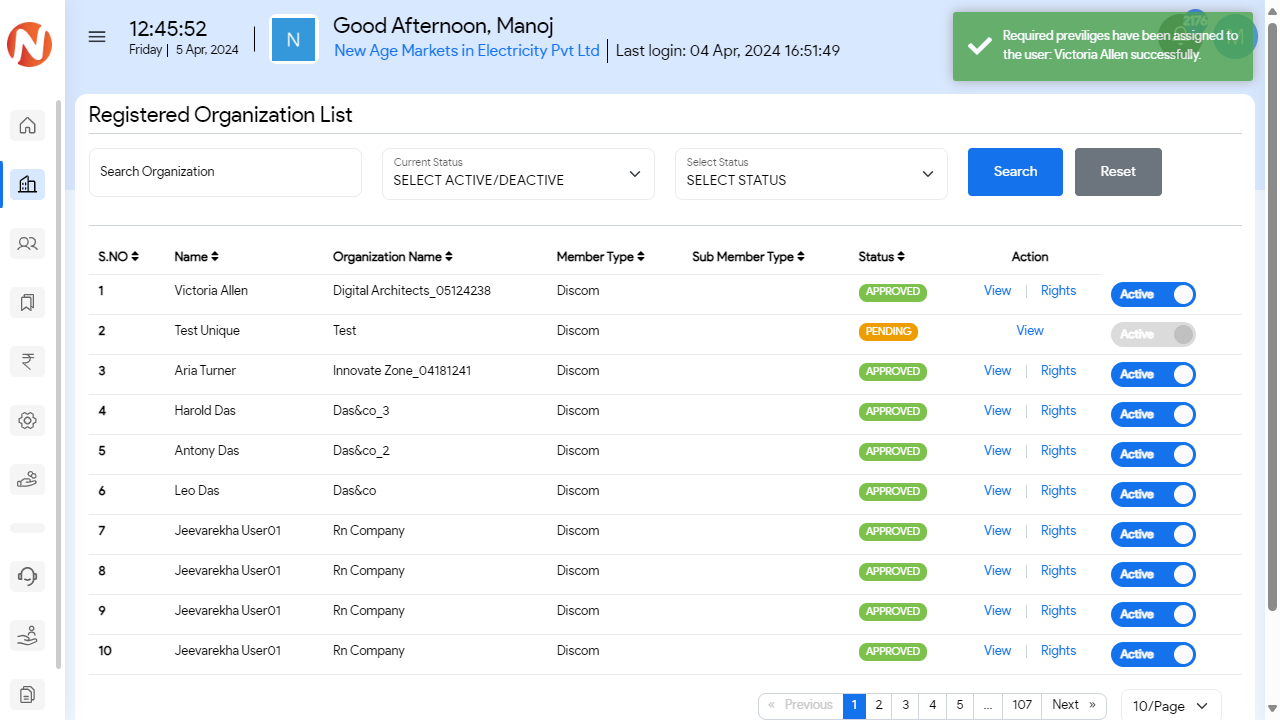 12:45:52
Friday | 5 Apr, 2024
N
Good Afternoon, Manoj
New Age Markets in Electricity Pvt Ltd | Last login: 04 Apr, 2024 16:51:49
2176
M
Required previliges have been assigned to
the user: Victoria Allen successfully.
Registered Organization List
Search Organization
Current Status
SELECT ACTIVE/DEACTIVE
Select Status
SELECT STATUS
Search
Reset
S.NO Name Organization Name Member Type Sub Member Type Status Action
1 Victoria Allen Digital Architects_05124238 Discom APPROVED View | Rights Active
2 Test Unique Test Discom PENDING View Active
3 Aria Turner Innovate Zone_04181241 Discom APPROVED View | Rights Active
4 Harold Das Das&co_3 Discom APPROVED View | Rights Active
5 Antony Das Das&co_2 Discom APPROVED View | Rights Active
6 Leo Das Das&co Discom APPROVED View | Rights Active
7 Jeevarekha User01 Rn Company Discom APPROVED View | Rights Active
8 Jeevarekha User01 Rn Company Discom APPROVED View | Rights Active
9 Jeevarekha User01 Rn Company Discom APPROVED View | Rights Active
10 Jeevarekha User01 Rn Company Discom APPROVED View | Rights Active
« Previous 1 2 3 4 5 ... 107 Next » 10/Page